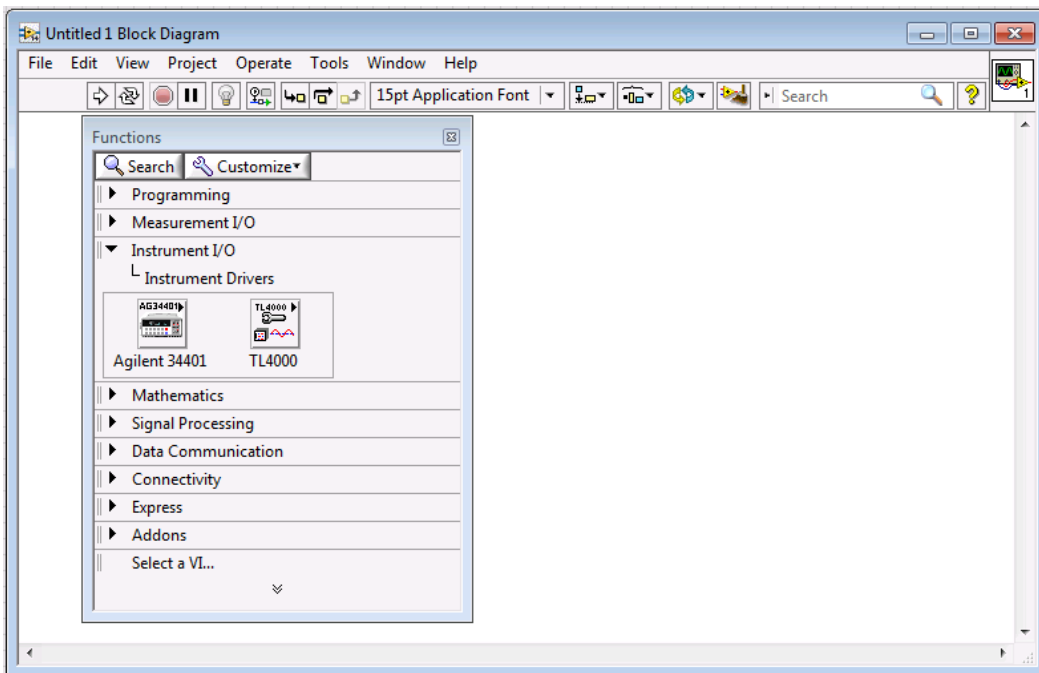 Untitled 1 Block Diagram
File Edit View Project Operate Tools Window Help
15pt Application Font Search
1
Functions
Search Customize
Programming
Measurement I/O
Instrument I/O
Instrument Drivers
AG34401 TL4000
Agilent 34401 TL4000
Mathematics
Signal Processing
Data Communication
Connectivity
Express
Addons
Select a VI...